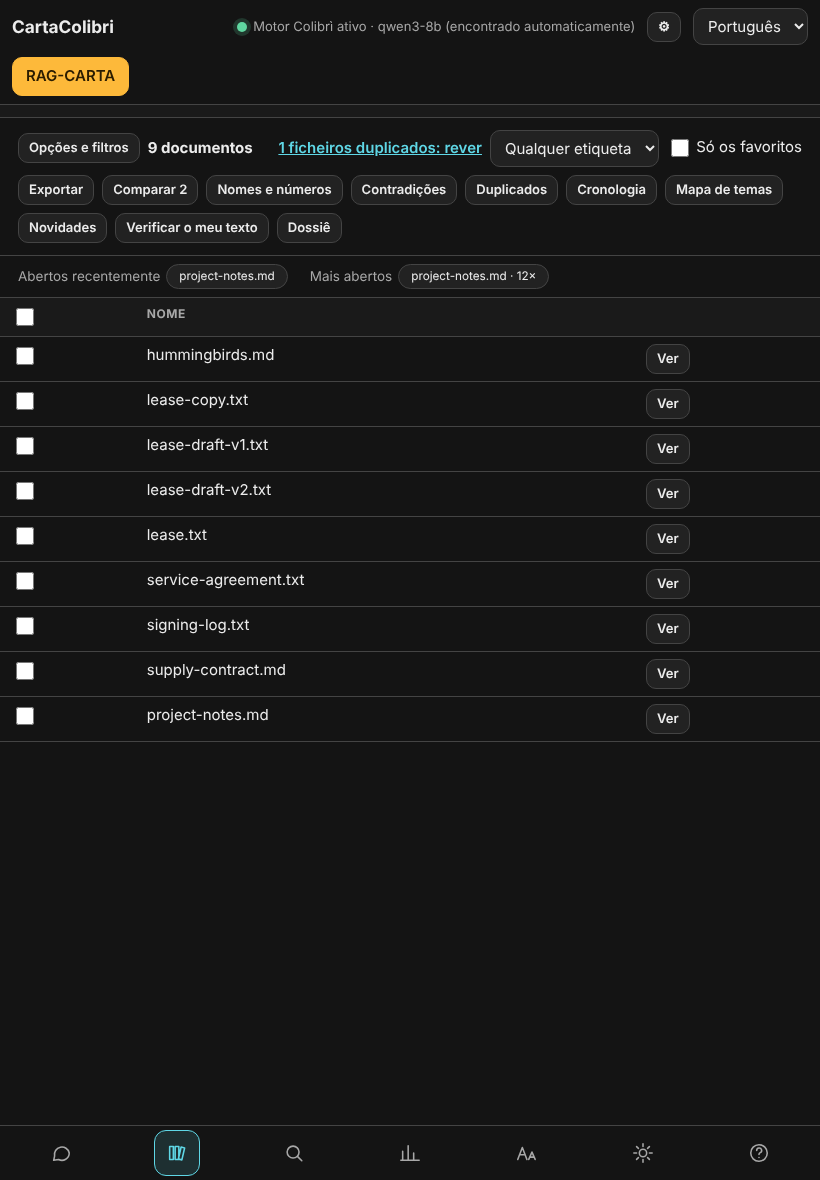 CartaColibri
Motor Colibrì ativo · qwen3-8b (encontrado automaticamente)
Português
RAG-CARTA
Opções e filtros
9 documentos
1 ficheiros duplicados: rever
Qualquer etiqueta
Só os favoritos
Exportar
Comparar 2
Nomes e números
Contradições
Duplicados
Cronologia
Mapa de temas
Novidades
Verificar o meu texto
Dossiê
Abertos recentemente
project-notes.md
Mais abertos
project-notes.md · 12×
NOME
hummingbirds.md
Ver
lease-copy.txt
Ver
lease-draft-v1.txt
Ver
lease-draft-v2.txt
Ver
lease.txt
Ver
service-agreement.txt
Ver
signing-log.txt
Ver
supply-contract.md
Ver
project-notes.md
Ver
AA